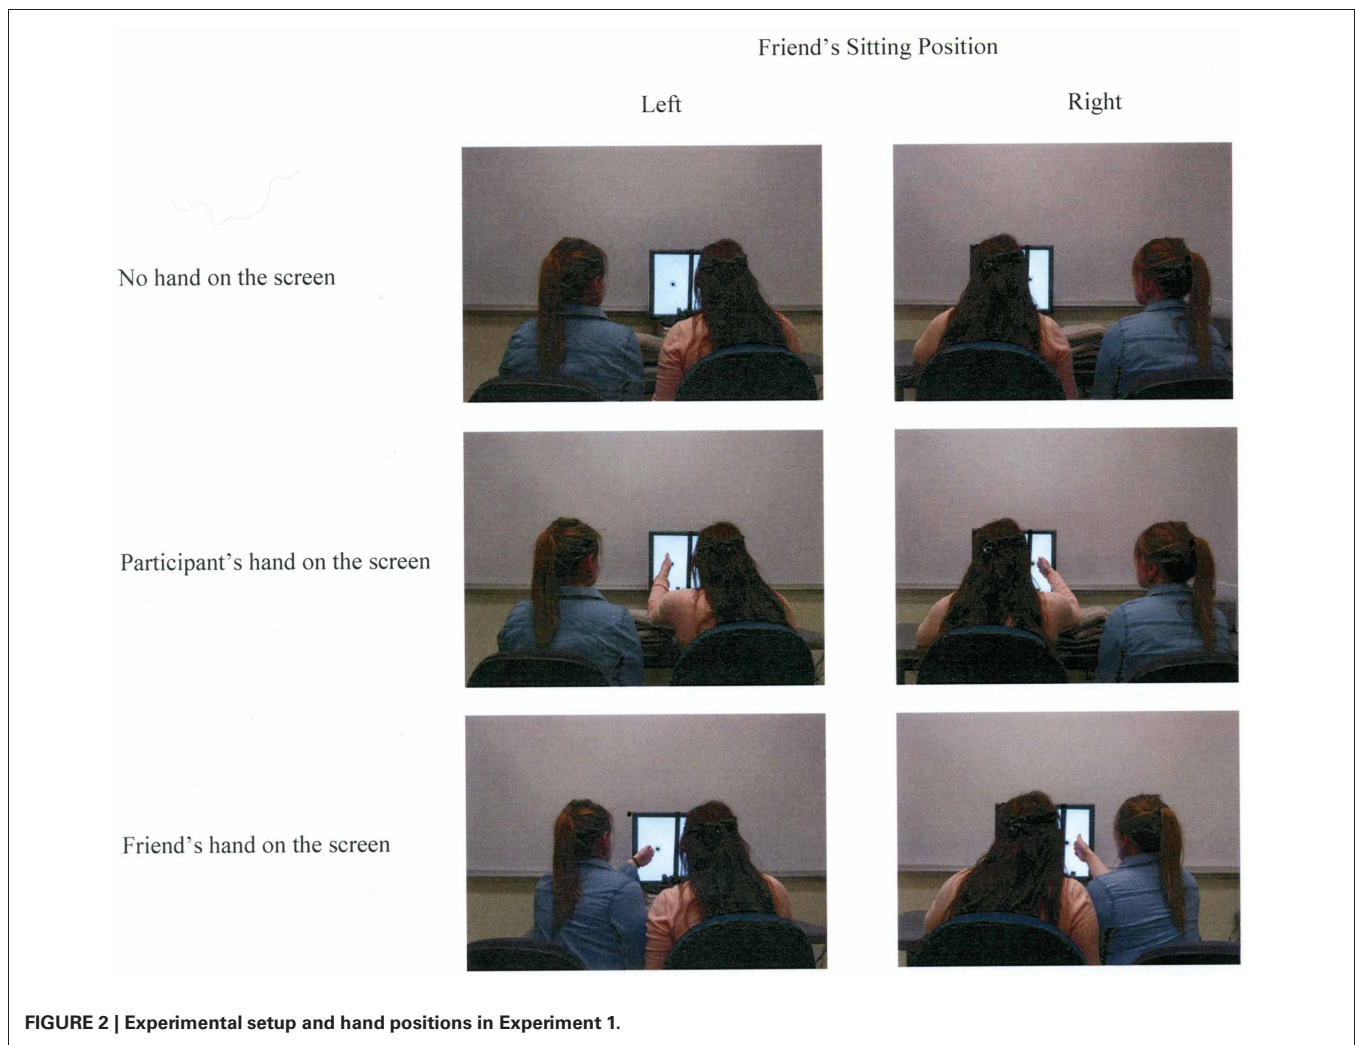 Friend's Sitting Position
Left
Right
No hand on the screen
Participant's hand on the screen
Friend's hand on the screen
FIGURE 2 | Experimental setup and hand positions in Experiment 1.